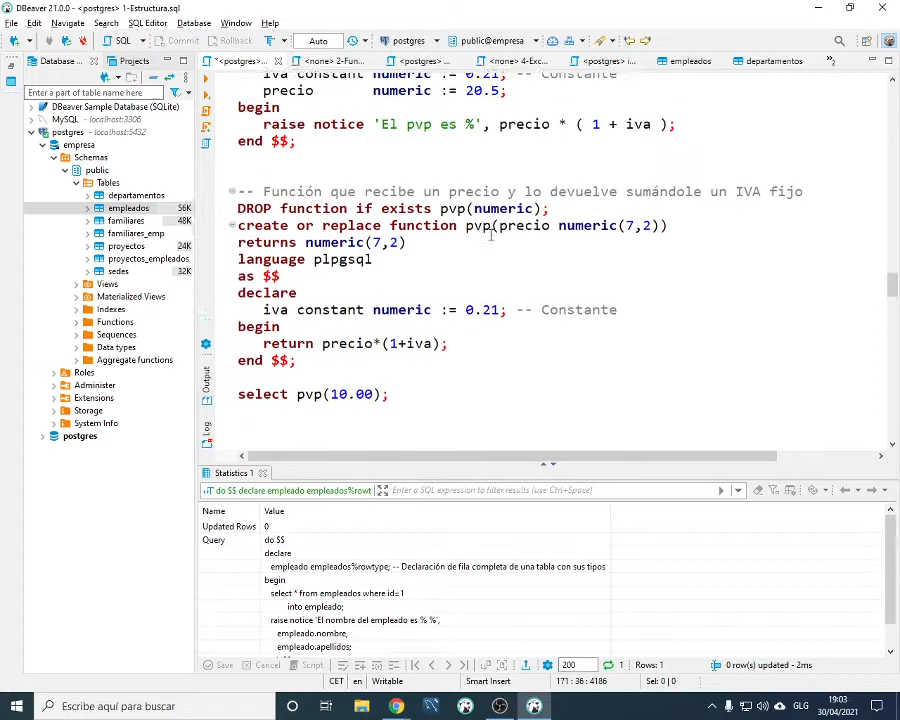 DBeaver 21.0.0 - <postgres> 1-Estructura.sql
File Edit Navigate Search SQL Editor Database Window Help
SQL Commit Rollback Auto postgres public@empresa
Database ... Projects
*<postgres>... <none> 2-Fun... <postgres> ... <none> 4-Exc... <postgres> i... empleados departamentos
Enter a part of table name here
DBeaver Sample Database (SQLite)
MySQL - localhost:3306
postgres - localhost:5432
empresa
Schemas
public
Tables
departamentos
empleados 56K
familiares 48K
familiares_emp
proyectos 24K
proyectos_empleados
sedes 32K
Views
Materialized Views
Indexes
Functions
Sequences
Data types
Aggregate functions
Roles
Administer
Extensions
Storage
System Info
postgres
iva constant numeric := 0.21; -- Constante
precio numeric := 20.5;
begin
raise notice 'El pvp es %', precio * ( 1 + iva );
end $$;
-- Función que recibe un precio y lo devuelve sumándole un IVA fijo
DROP function if exists pvp(numeric);
create or replace function pvp(precio numeric(7,2))
returns numeric(7,2)
language plpgsql
as $$
declare
iva constant numeric := 0.21; -- Constante
begin
return precio*(1+iva);
end $$;
select pvp(10.00);
Output
Log
Statistics 1
do $$ declare empleado empleados%rowt
Enter a SQL expression to filter results (use Ctrl+Space)
Name Value
Updated Rows 0
Query do $$
declare
empleado empleados%rowtype; -- Declaración de fila completa de una tabla con sus tipos
begin
select * from empleados where id=1
into empleado;
raise notice 'El nombre del empleado es % %',
empleado.nombre,
empleado.apellidos;
Save Cancel Script 200 1 Rows: 1 0 row(s) updated - 2ms
CET en Writable Smart Insert 171 : 36 : 4186 Sel: 0 | 0
Escribe aquí para buscar
GLG
19:03
30/04/2021